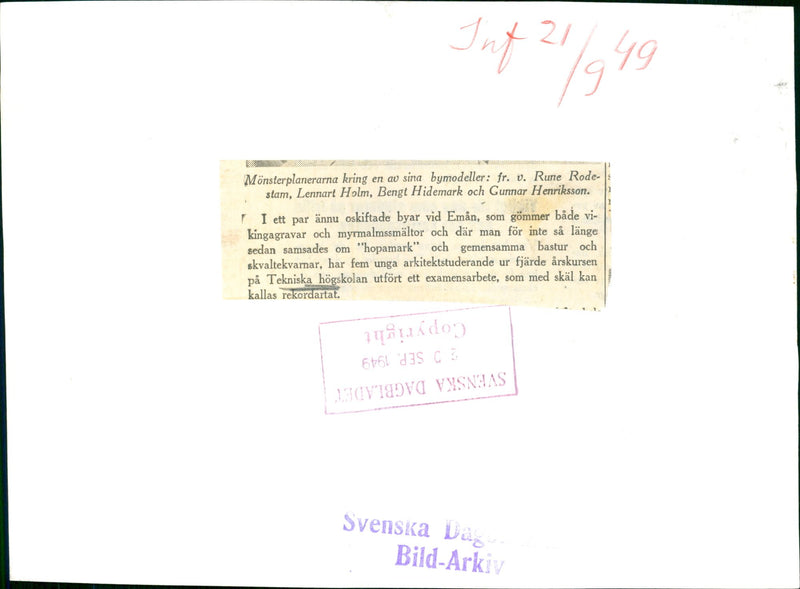 Inf 21/9 49
Mönsterplanerarna kring en av sina bymodeller: fr. v. Rune Rode-
stam, Lennart Holm, Bengt Hidemark och Gunnar Henriksson.
I ett par ännu oskiftade byar vid Emån, som gömmer både vi-
kingagravar och myrmalmssmältor och där man för inte så länge
sedan samsades om "hopamark" och gemensamma bastur och
skvaltekvarnar, har fem unga arkitektstuderande ur fjärde årskursen
på Tekniska högskolan utfört ett examensarbete, som med skäl kan
kallas rekordartat.
SVENSKA DAGBLADET
SEP. 1949
Copyright
Svenska
Bild-Arkiv